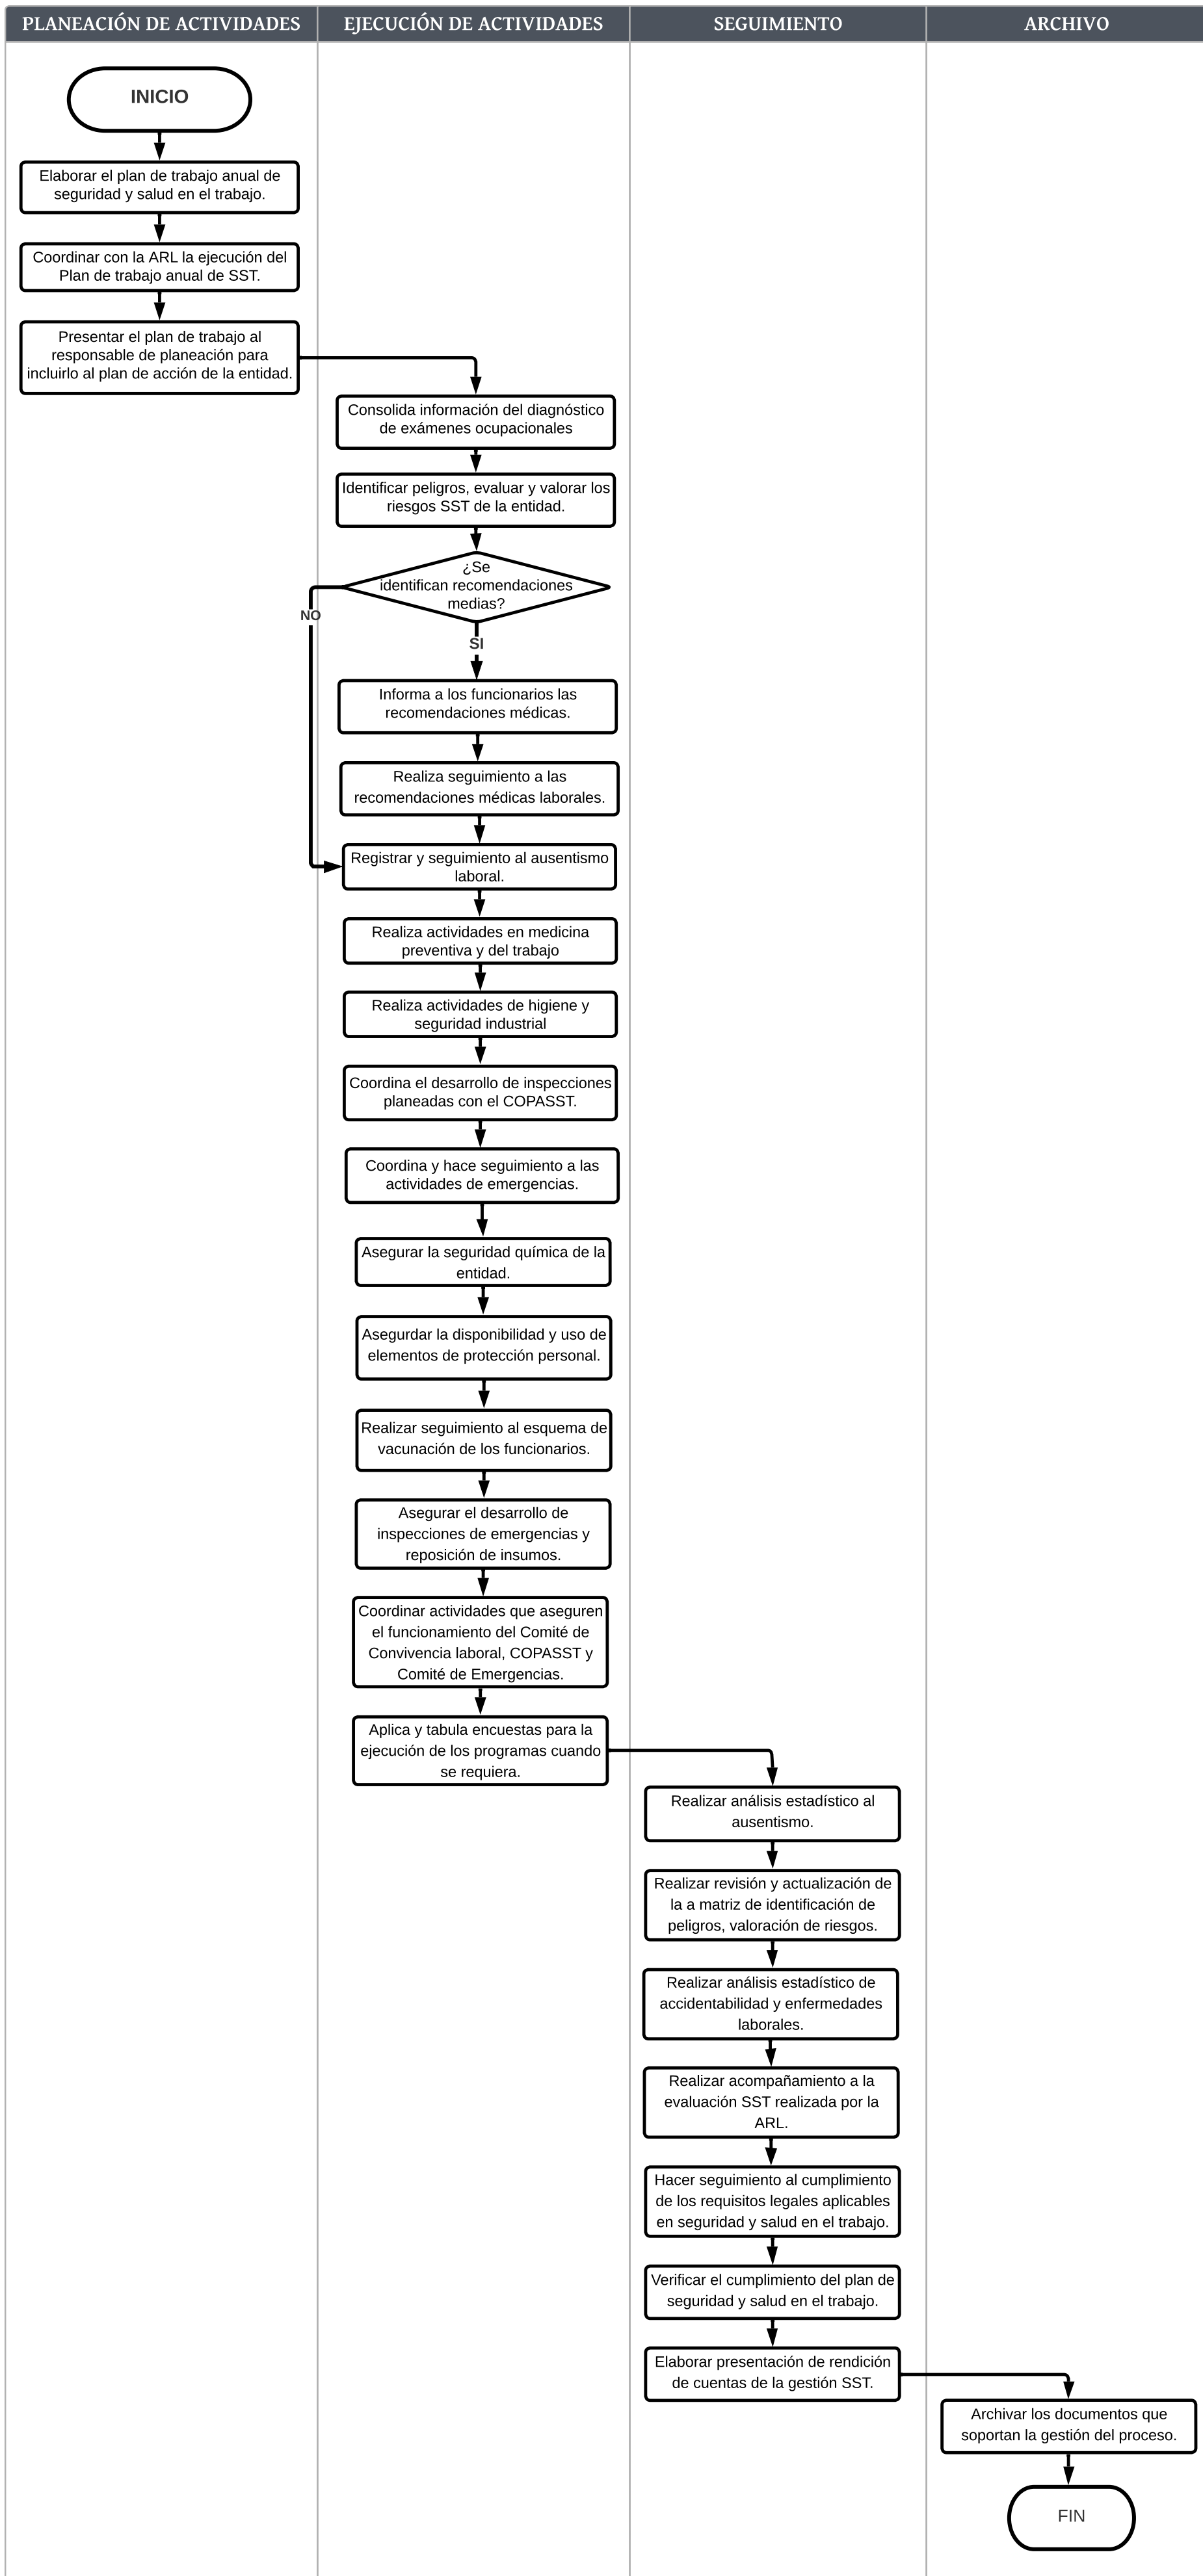 PLANEACIÓN DE ACTIVIDADES
EJECUCIÓN DE ACTIVIDADES
SEGUIMIENTO
ARCHIVO
INICIO
Elaborar el plan de trabajo anual de
seguridad y salud en el trabajo.
Coordinar con la ARL la ejecución del
Plan de trabajo anual de SST.
Presentar el plan de trabajo al
responsable de planeación para
incluirlo al plan de acción de la entidad.
Consolida información del diagnóstico
de exámenes ocupacionales
Identificar peligros, evaluar y valorar los
riesgos SST de la entidad.
¿Se
identifican recomendaciones
medias?
NO
SI
Informa a los funcionarios las
recomendaciones médicas.
Realiza seguimiento a las
recomendaciones médicas laborales.
Registrar y seguimiento al ausentismo
laboral.
Realiza actividades en medicina
preventiva y del trabajo
Realiza actividades de higiene y
seguridad industrial
Coordina el desarrollo de inspecciones
planeadas con el COPASST.
Coordina y hace seguimiento a las
actividades de emergencias.
Asegurar la seguridad química de la
entidad.
Asegurdar la disponibilidad y uso de
elementos de protección personal.
Realizar seguimiento al esquema de
vacunación de los funcionarios.
Asegurar el desarrollo de
inspecciones de emergencias y
reposición de insumos.
Coordinar actividades que aseguren
el funcionamiento del Comité de
Convivencia laboral, COPASST y
Comité de Emergencias.
Aplica y tabula encuestas para la
ejecución de los programas cuando
se requiera.
Realizar análisis estadístico al
ausentismo.
Realizar revisión y actualización de
la a matriz de identificación de
peligros, valoración de riesgos.
Realizar análisis estadístico de
accidentabilidad y enfermedades
laborales.
Realizar acompañamiento a la
evaluación SST realizada por la
ARL.
Hacer seguimiento al cumplimiento
de los requisitos legales aplicables
en seguridad y salud en el trabajo.
Verificar el cumplimiento del plan de
seguridad y salud en el trabajo.
Elaborar presentación de rendición
de cuentas de la gestión SST.
Archivar los documentos que
soportan la gestión del proceso.
FIN